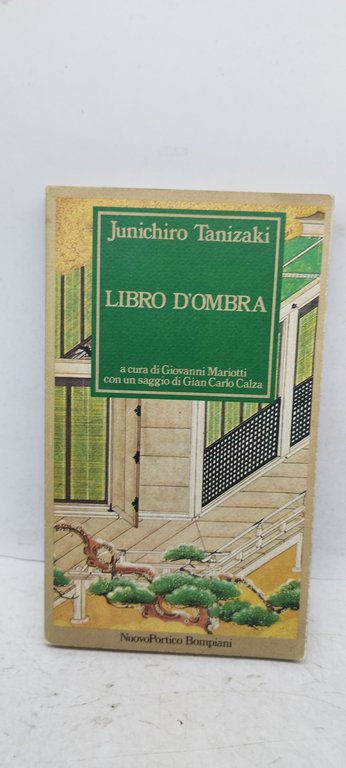 Junichiro Tanizaki
LIBRO D'OMBRA
a cura di Giovanni Mariotti
con un saggio di Gian Carlo Calza
NuovoPortico Bompiani